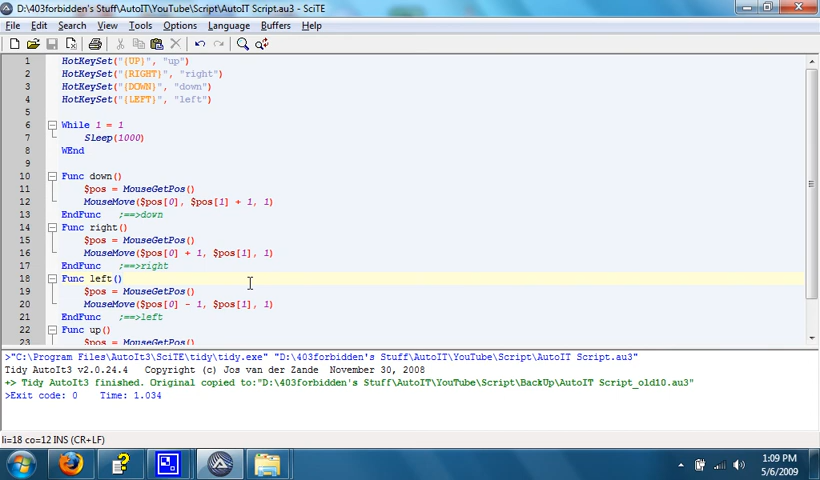 D:\403forbidden's Stuff\AutoIT\YouTube\Script\AutoIT Script.au3 - SciTE
File Edit Search View Tools Options Language Buffers Help
1 HotKeySet("{UP}", "up")
2 HotKeySet("{RIGHT}", "right")
3 HotKeySet("{DOWN}", "down")
4 HotKeySet("{LEFT}", "left")
5
6 While 1 = 1
7 Sleep(1000)
8 WEnd
9
10 Func down()
11 $pos = MouseGetPos()
12 MouseMove($pos[0], $pos[1] + 1, 1)
13 EndFunc ;==>down
14 Func right()
15 $pos = MouseGetPos()
16 MouseMove($pos[0] + 1, $pos[1], 1)
17 EndFunc ;==>right
18 Func left()
19 $pos = MouseGetPos()
20 MouseMove($pos[0] - 1, $pos[1], 1)
21 EndFunc ;==>left
22 Func up()
23 $pos = MouseGetPos()
>"C:\Program Files\AutoIt3\SciTE\tidy\tidy.exe" "D:\403forbidden's Stuff\AutoIT\YouTube\Script\AutoIT Script.au3"
Tidy AutoIt3 v2.0.24.4 Copyright (c) Jos van der Zande November 30, 2008
+> Tidy AutoIt3 finished. Original copied to:"D:\403forbidden's Stuff\AutoIT\YouTube\Script\BackUp\AutoIT Script_old10.au3"
>Exit code: 0 Time: 1.034
li=18 co=12 INS (CR+LF)
1:09 PM
5/6/2009